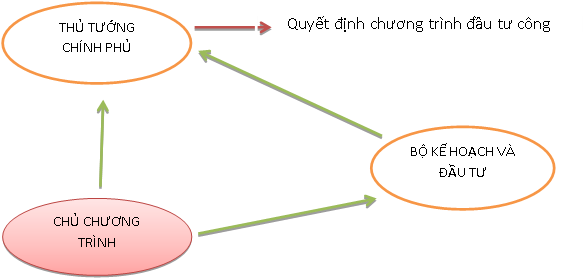 THỦ TƯỚNG
CHÍNH PHỦ
Quyết định chương trình đầu tư công
BỘ KẾ HOẠCH VÀ
ĐẦU TƯ
CHỦ CHƯƠNG
TRÌNH